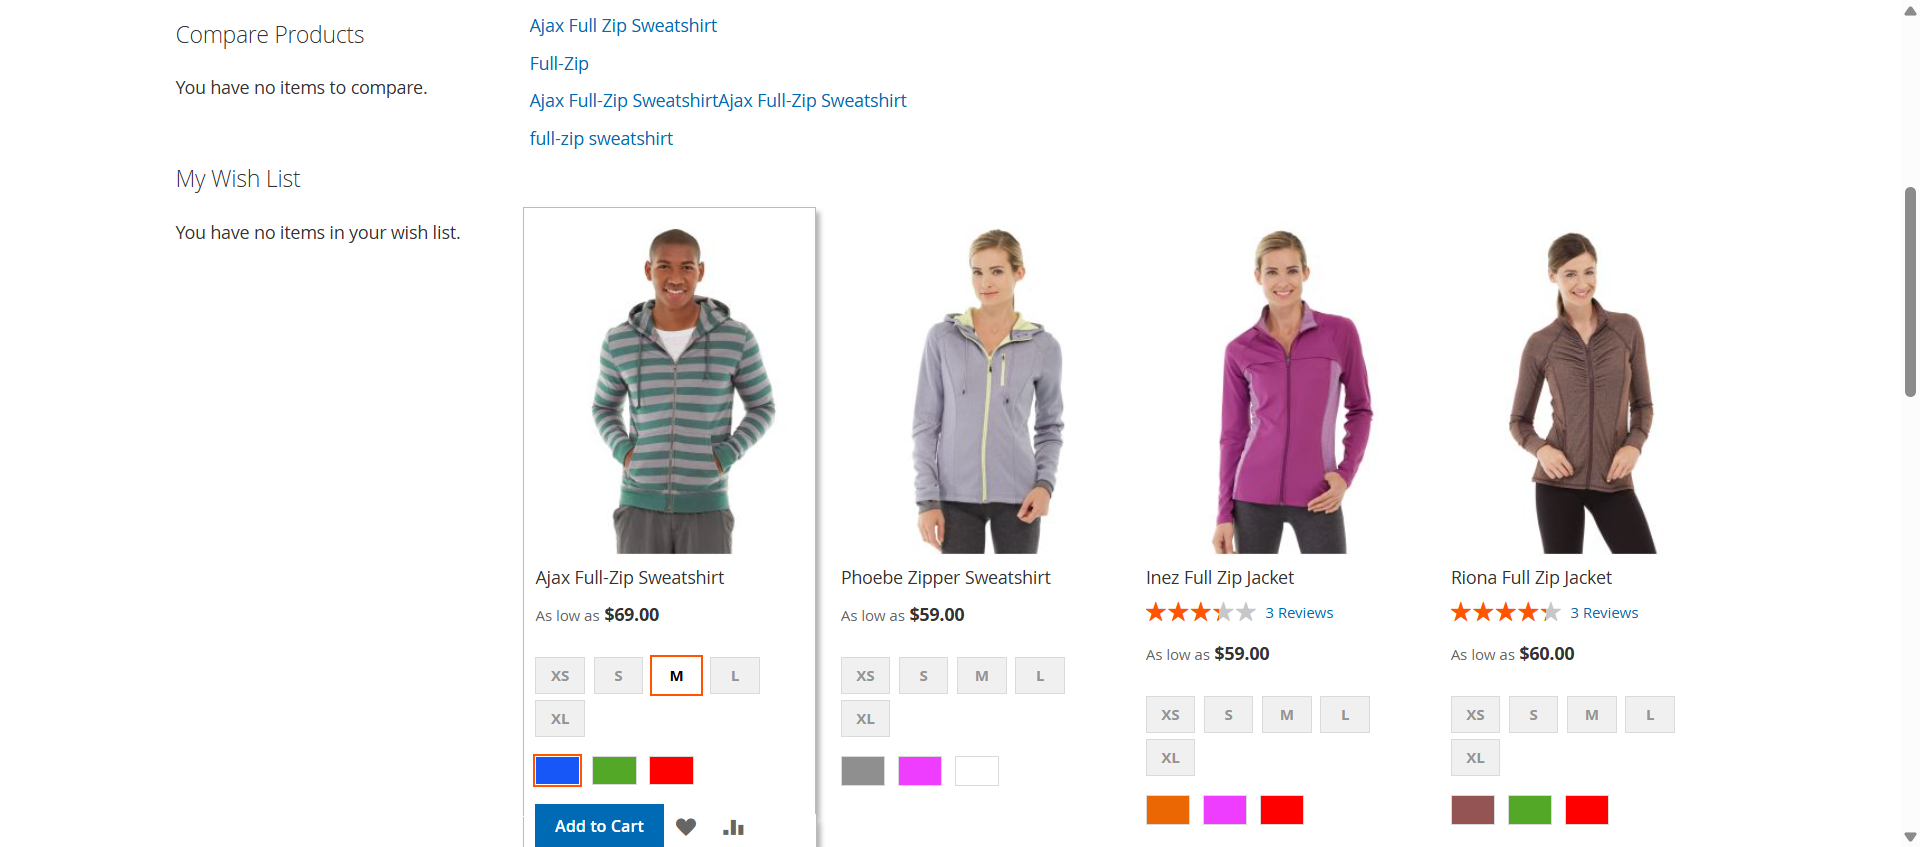 Compare Products
You have no items to compare.
My Wish List
You have no items in your wish list.
Ajax Full Zip Sweatshirt
Full-Zip
Ajax Full-Zip SweatshirtAjax Full-Zip Sweatshirt
full-zip sweatshirt
Ajax Full-Zip Sweatshirt
As low as $69.00
XS S M L
XL
Add to Cart
Phoebe Zipper Sweatshirt
As low as $59.00
XS S M L
XL
Inez Full Zip Jacket
3 Reviews
As low as $59.00
XS S M L
XL
Riona Full Zip Jacket
3 Reviews
As low as $60.00
XS S M L
XL